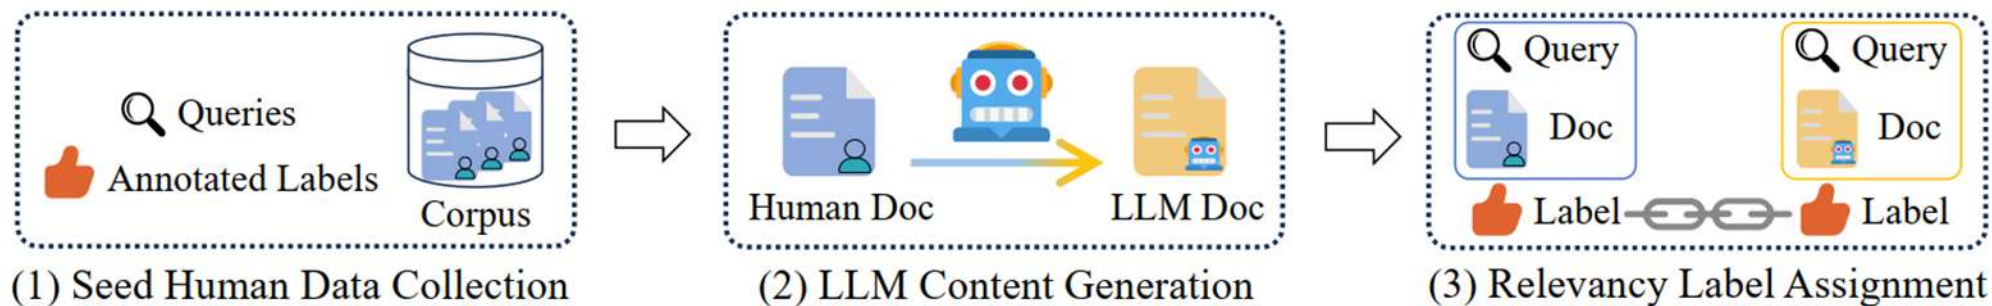 Queries
Annotated Labels
Corpus
(1) Seed Human Data Collection
Human Doc
LLM Doc
(2) LLM Content Generation
Query
Doc
Label
Query
Doc
Label
(3) Relevancy Label Assignment